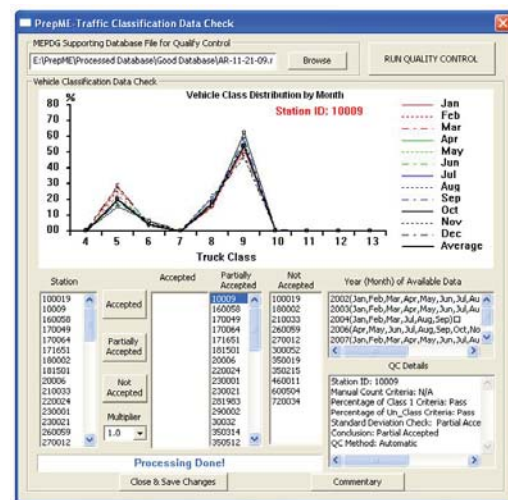 PrepME-Traffic Classification Data Check
MEPDG Supporting Database File for Qualify Control
E:\PrepME\Processed Database\Good Database\AR-11-21-09.r
Browse
RUN QUALITY CONTROL
Vehicle Classification Data Check
Vehicle Class Distribution by Month
%
Station ID: 10009
80
70
60
50
40
30
20
10
00
4 5 6 7 8 9 10 11 12 13
Truck Class
Jan
Feb
Mar
Apr
May
Jun
Jul
Aug
Sep
Oct
Nov
Dec
Average
Station
100019
10009
160058
170049
170064
171651
180002
181501
20006
210033
220024
230001
230021
260059
270012
Accepted
Partially Accepted
Not Accepted
Multiplier
1.0
Accepted
Partially Accepted
10009
160058
170049
170064
171651
181501
20006
220024
230001
230021
281983
290002
30032
350314
350512
Not Accepted
100019
180002
210033
260059
270012
300052
350019
350215
460011
600504
720034
Year (Month) of Available Data
2002(Jan,Feb,Mar,Apr,May,Jun,Jul,Au
2003(Jan,Feb,Mar,Apr,May,Jun,Jul,Au
2004(Jan,Feb,Mar,Jul,Aug,Sep)
2006(Apr,May,Jun,Jul,Aug,Sep,Oct,No
2007(Jan,Feb,Mar,Apr,May,Jun,Jul,Au
QC Details
Station ID: 10009
Manual Count Criteria: N/A
Percentage of Class 1 Criteria: Pass
Percentage of Un_Class Criteria: Pass
Standard Deviation Check: Partial Acce
Conclusion: Partial Accepted
QC Method: Automatic
Processing Done!
Close & Save Changes
Commentary